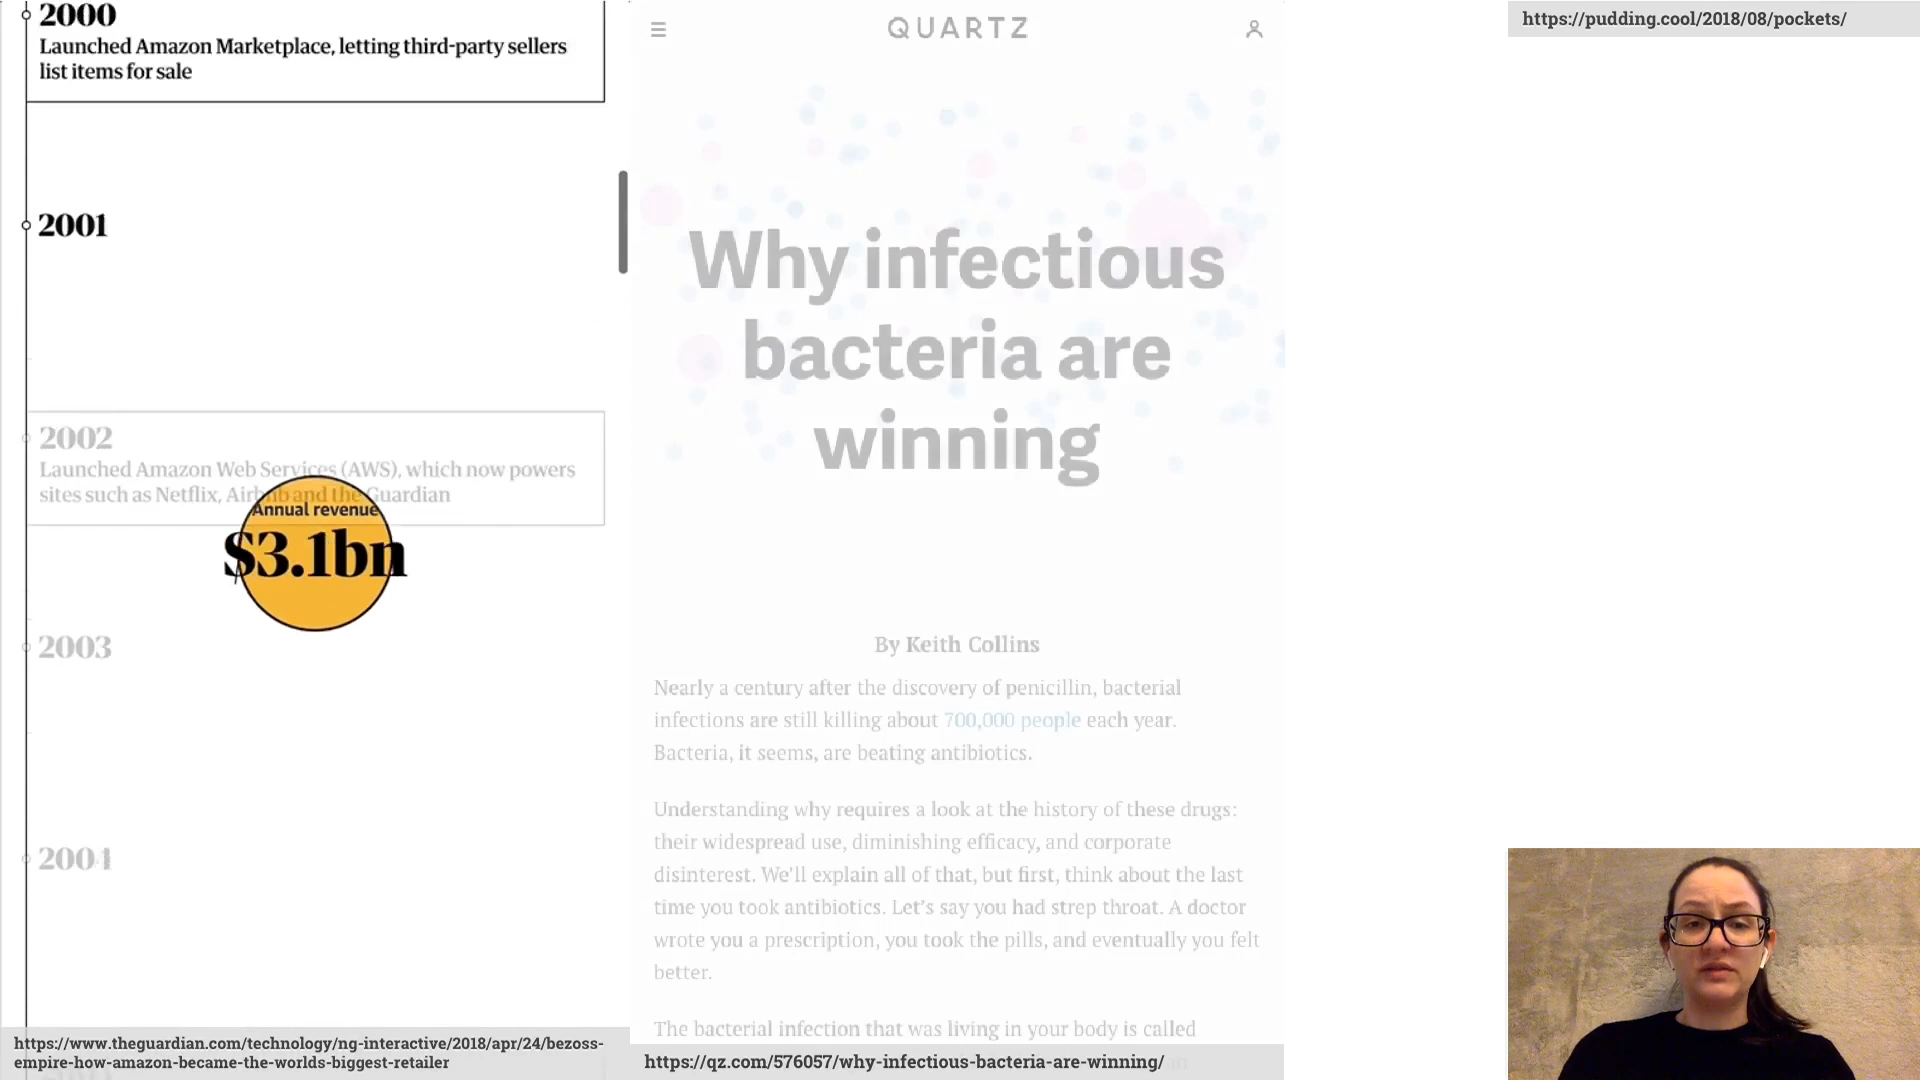 2000
Launched Amazon Marketplace, letting third-party sellers
list items for sale
2001
2002
Launched Amazon Web Services (AWS), which now powers
sites such as Netflix, Airbnb and the Guardian
Annual revenue
$3.1bn
2003
2004
https://www.theguardian.com/technology/ng-interactive/2018/apr/24/bezoss-
empire-how-amazon-became-the-worlds-biggest-retailer
QUARTZ
Why infectious
bacteria are
winning
By Keith Collins
Nearly a century after the discovery of penicillin, bacterial
infections are still killing about 700,000 people each year.
Bacteria, it seems, are beating antibiotics.
Understanding why requires a look at the history of these drugs:
their widespread use, diminishing efficacy, and corporate
disinterest. We’ll explain all of that, but first, think about the last
time you took antibiotics. Let’s say you had strep throat. A doctor
wrote you a prescription, you took the pills, and eventually you felt
better.
The bacterial infection that was living in your body is called
https://qz.com/576057/why-infectious-bacteria-are-winning/
https://pudding.cool/2018/08/pockets/